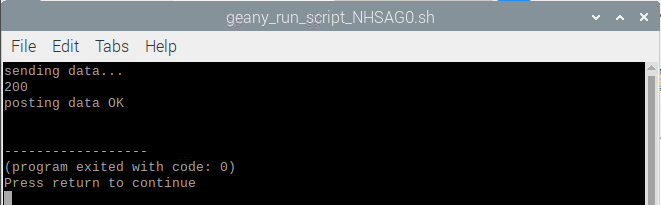 geany_run_script_NHSAG0.sh
File Edit Tabs Help
sending data...
200
posting data OK
------------------
(program exited with code: 0)
Press return to continue